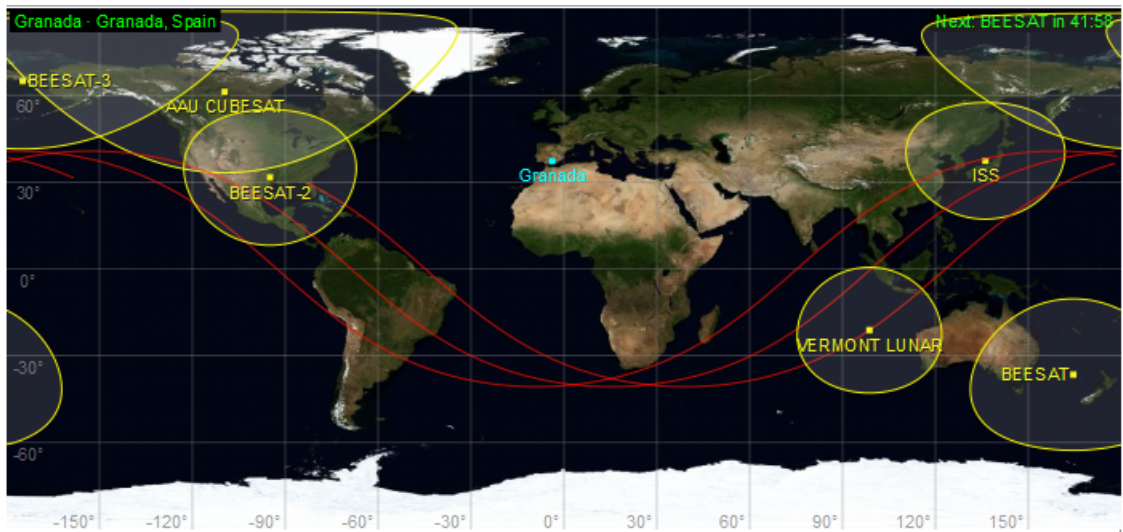 Granada - Granada, Spain
Next: BEESAT in 41:58
BEESAT-3
60°
AAU CUBESAT
Granada
ISS
30°
BEESAT-2
0°
VERMONT LUNAR
-30°
BEESAT
-60°
-150° -120° -90° -60° -30° 0° 30° 60° 90° 120° 150°